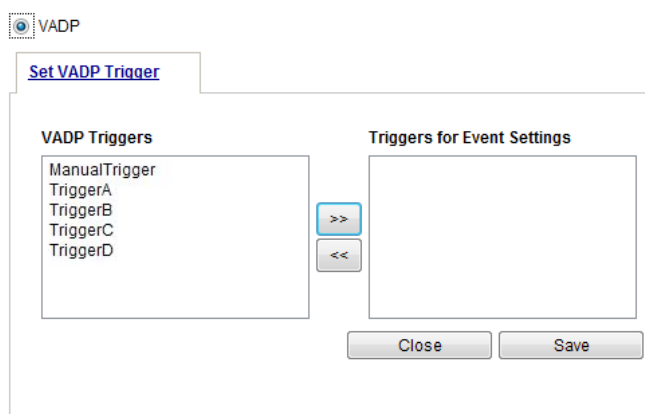 VADP
Set VADP Trigger
VADP Triggers
Triggers for Event Settings
ManualTrigger
TriggerA
TriggerB
TriggerC
TriggerD
>>
<<
Close
Save